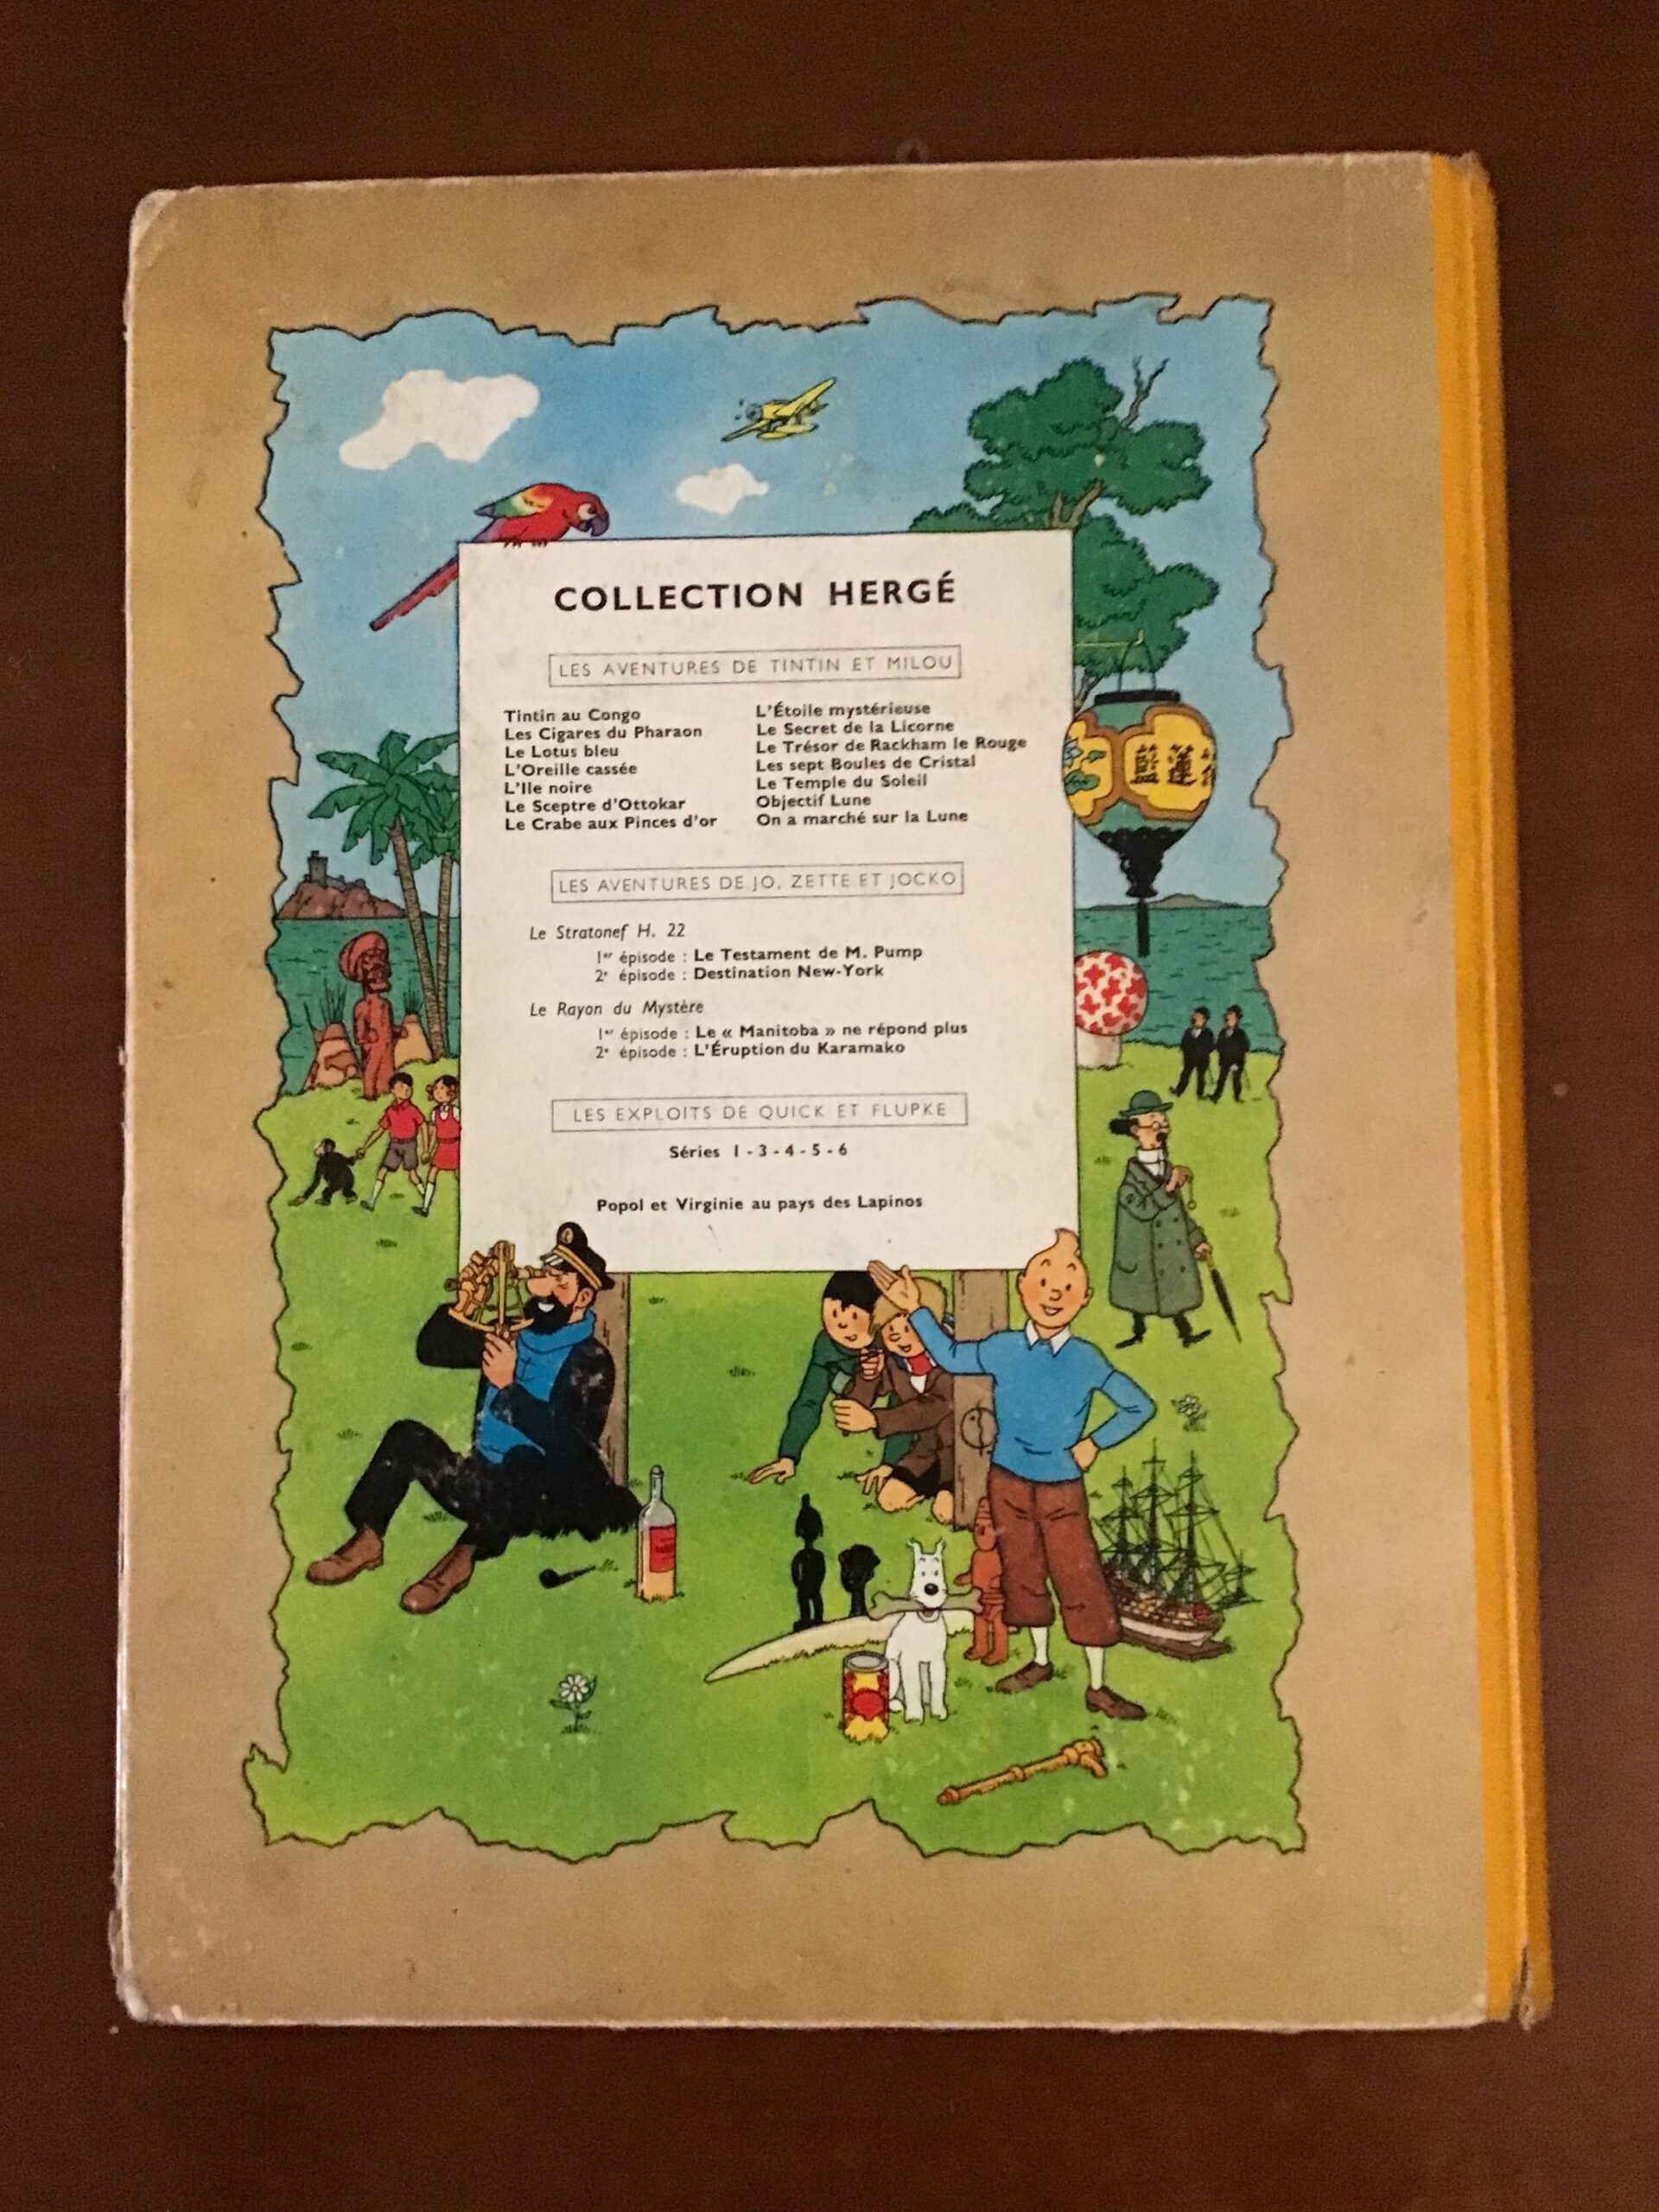 COLLECTION HERGÉ
LES AVENTURES DE TINTIN ET MILOU
Tintin au Congo
Les Cigares du Pharaon
Le Lotus bleu
L'Oreille cassée
L'Ile noire
Le Sceptre d'Ottokar
Le Crabe aux Pinces d'or
L'Étoile mystérieuse
Le Secret de la Licorne
Le Trésor de Rackham le Rouge
Les sept Boules de Cristal
Le Temple du Soleil
Objectif Lune
On a marché sur la Lune
LES AVENTURES DE JO, ZETTE ET JOCKO
Le Stratonef H. 22
1er épisode : Le Testament de M. Pump
2e épisode : Destination New-York
Le Rayon du Mystère
1er épisode : Le « Manitoba » ne répond plus
2e épisode : L'Éruption du Karamako
LES EXPLOITS DE QUICK ET FLUPKE
Séries 1 - 3 - 4 - 5 - 6
Popol et Virginie au pays des Lapinos